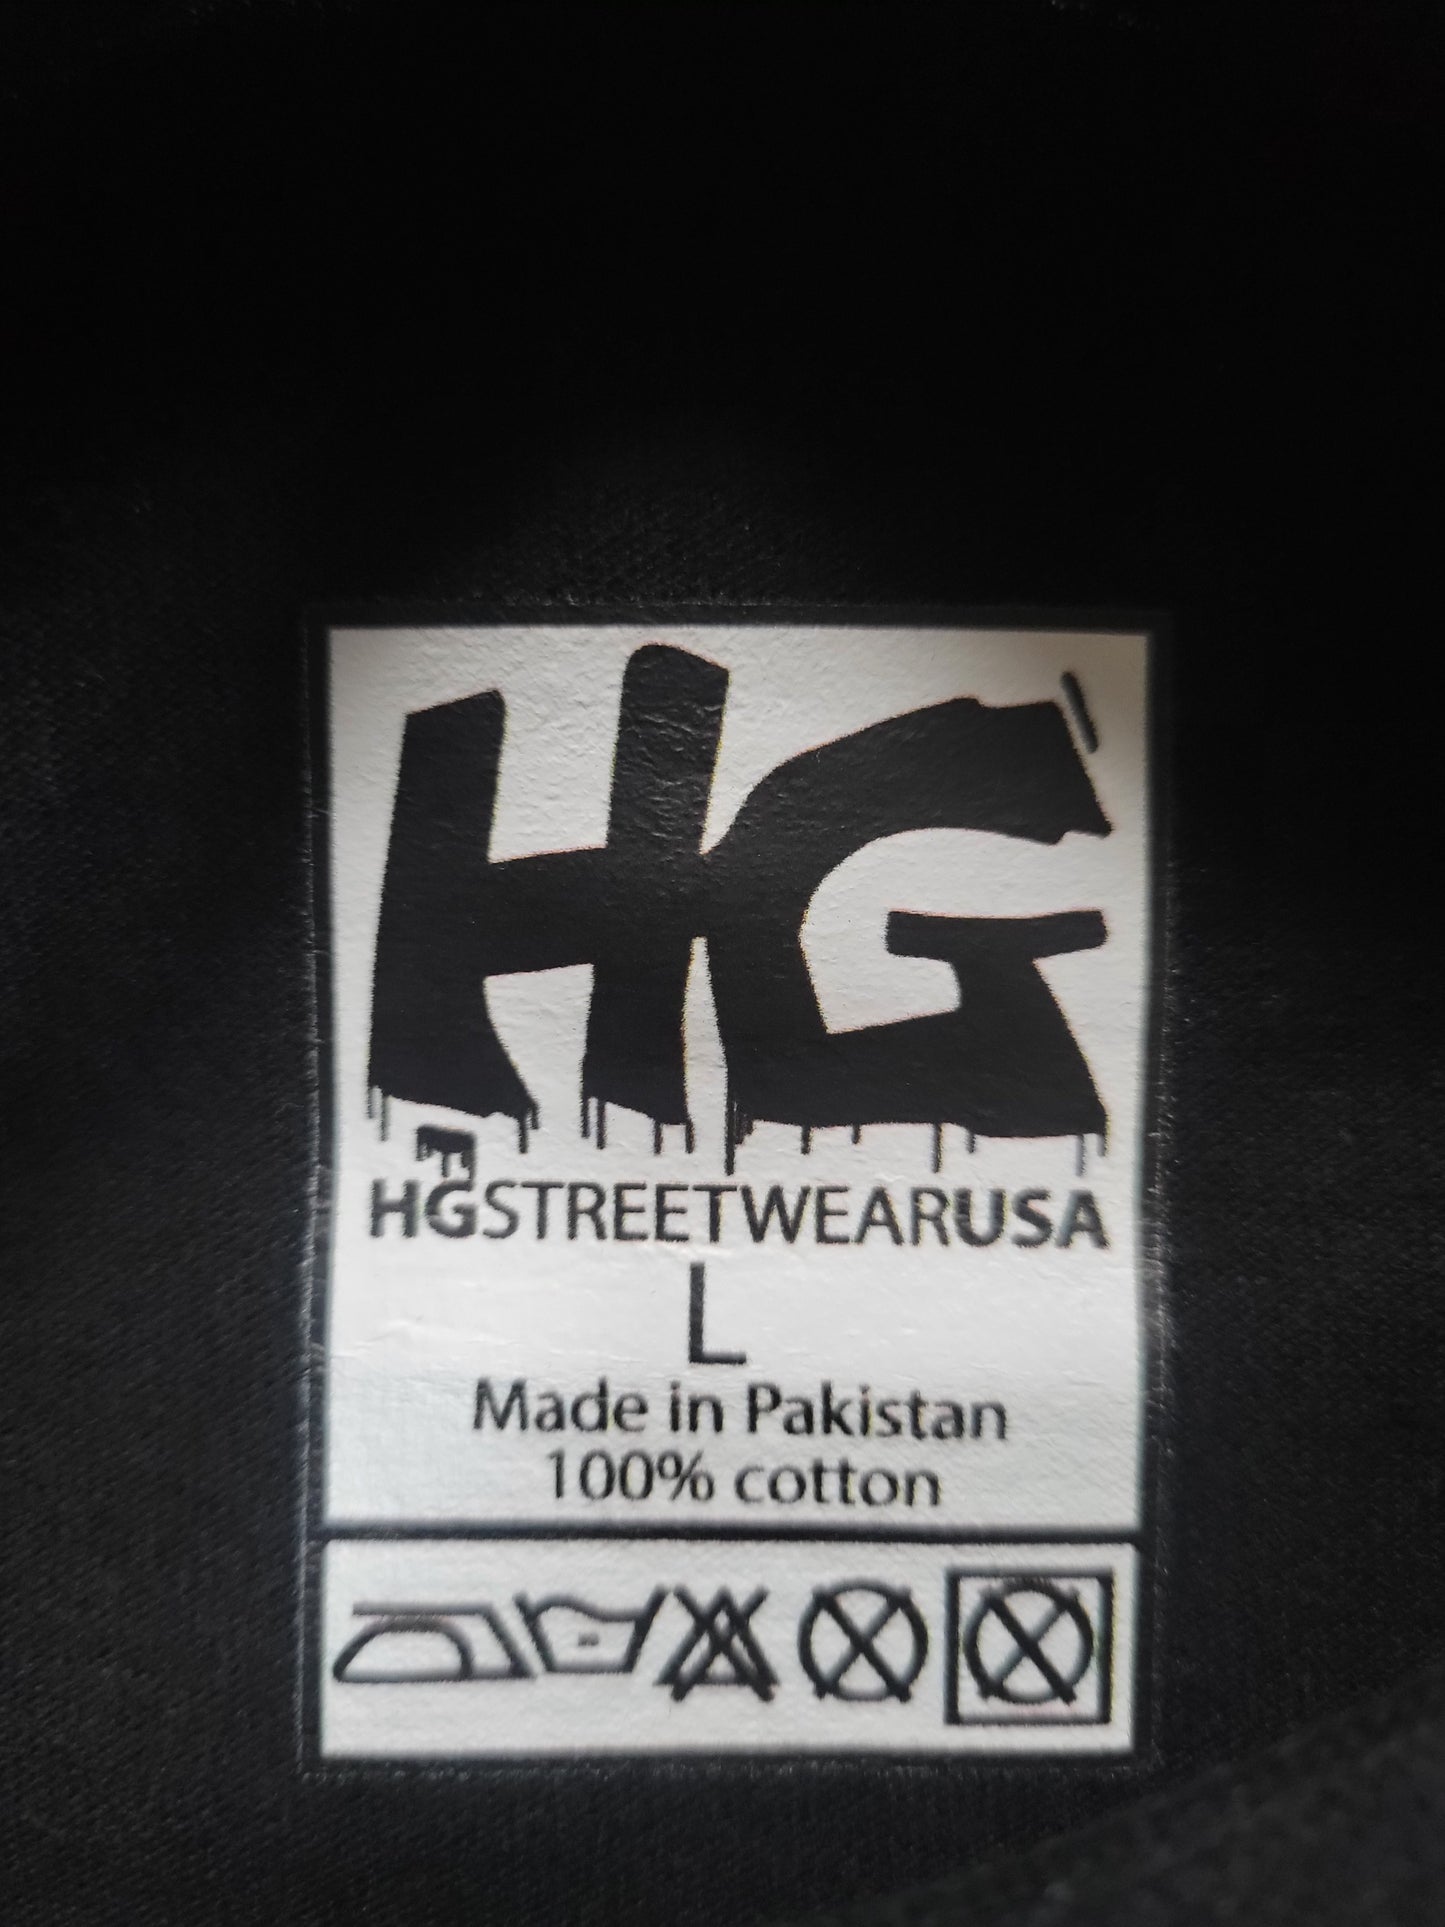 HG
HGSTREETWEARUSA
L
Made in Pakistan
100% cotton